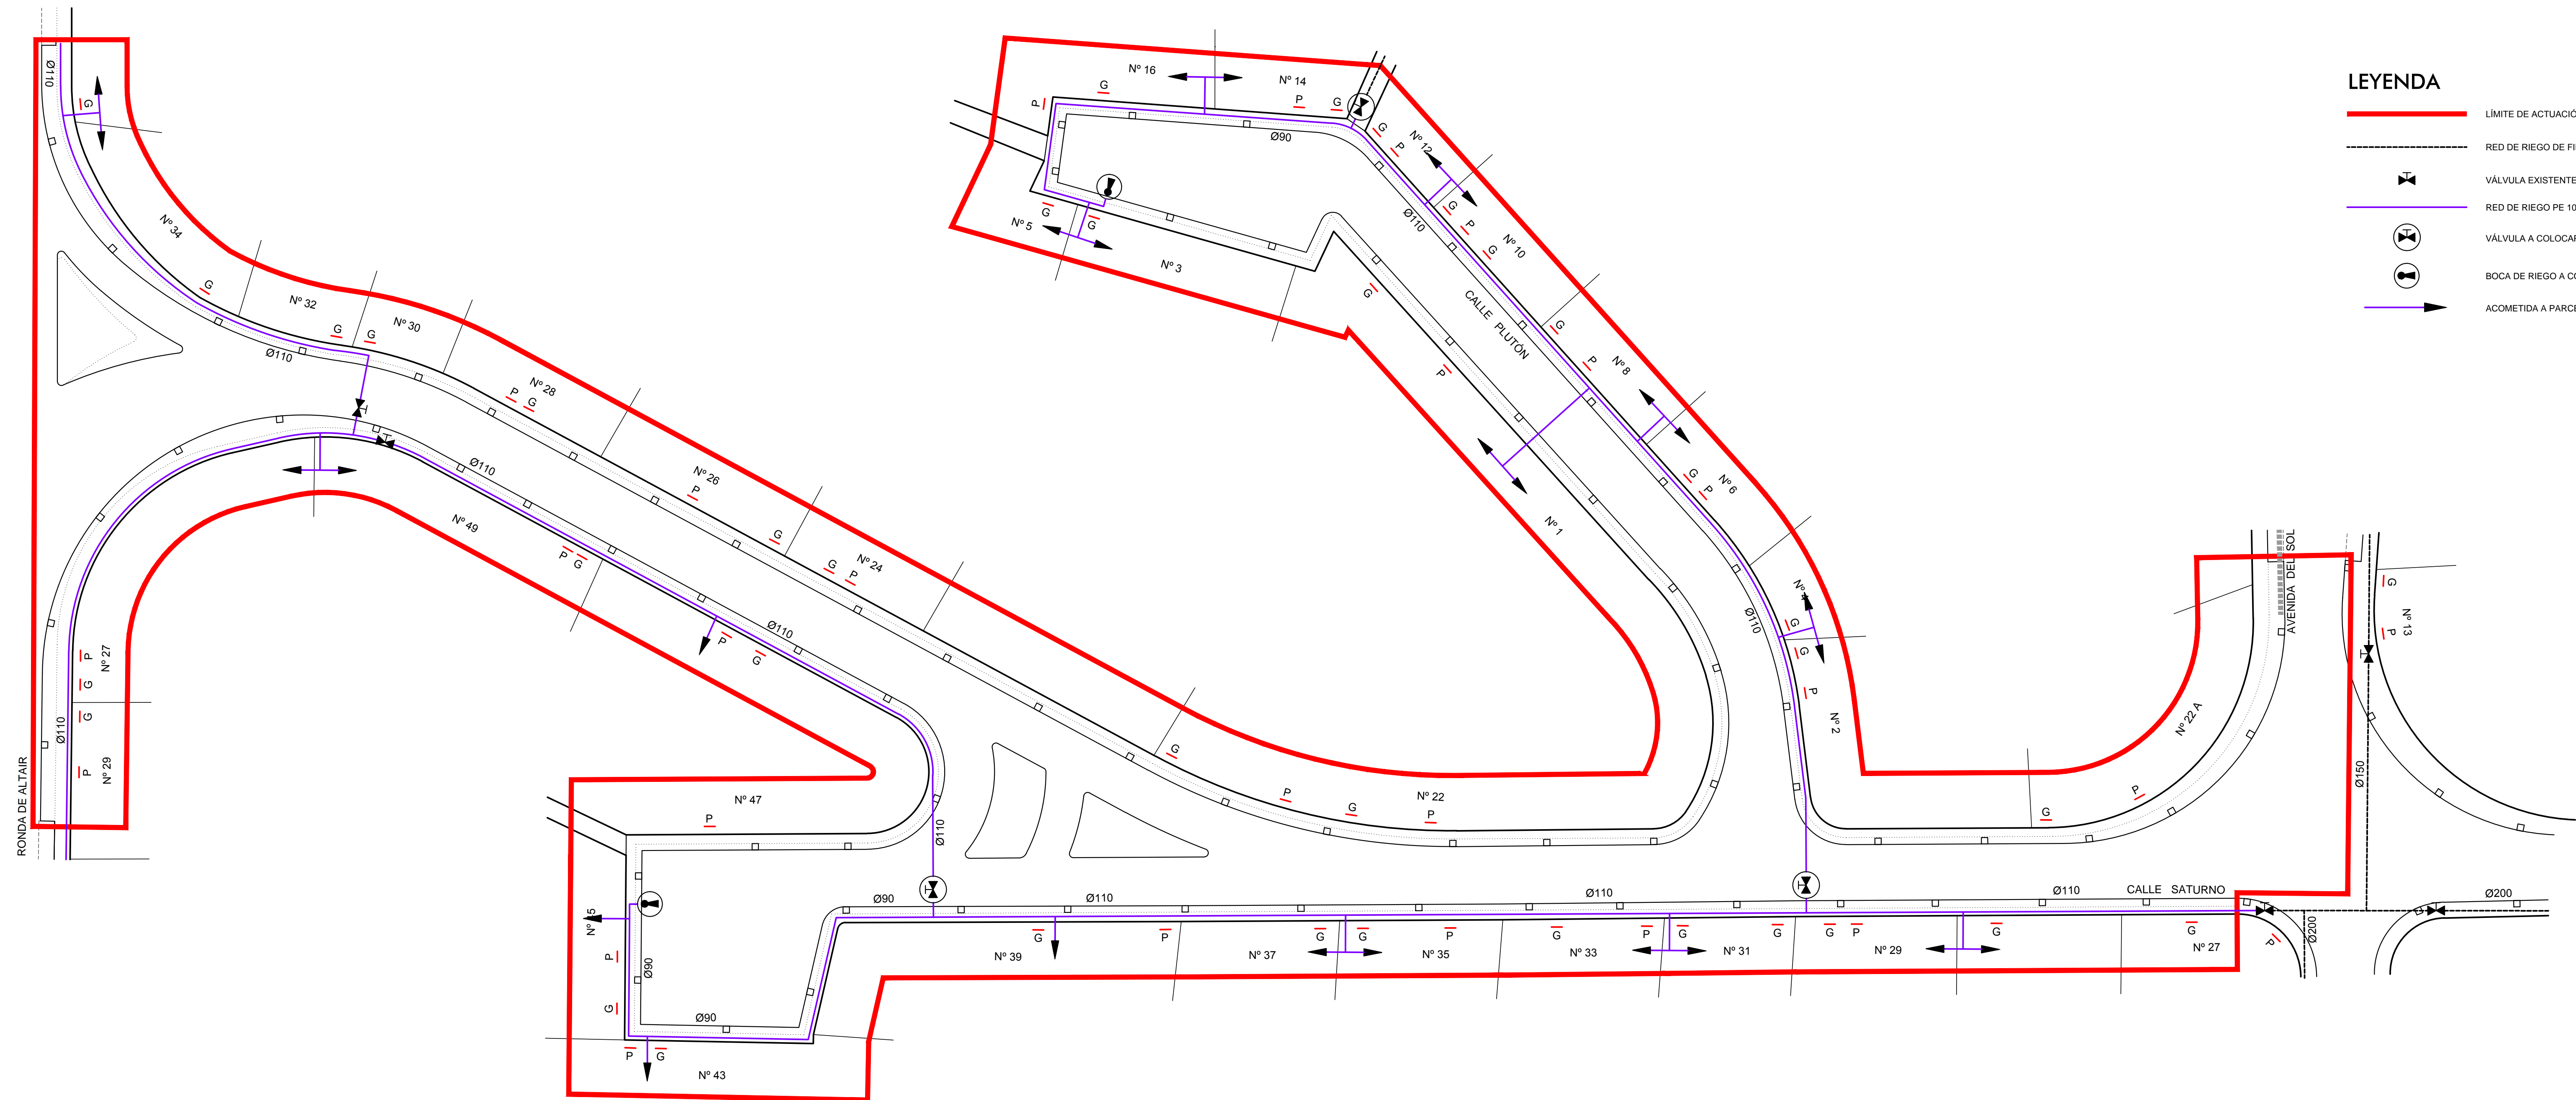 LEYENDA
LÍMITE DE ACTUACIÓ
RED DE RIEGO DE FI
VÁLVULA EXISTENTE
RED DE RIEGO PE 10
VÁLVULA A COLOCAR
BOCA DE RIEGO A CO
ACOMETIDA A PARCE
Ø110
G
Nº 34
G
Nº 32
G
G
Nº 30
Ø110
P
G
Nº 28
Nº 26
P
G
G
P
Nº 24
G
P
G
P
Nº 22
Ø110
Nº 49
P
G
Ø110
P
G
P
Nº 27
G
G
Ø110
P
Nº 29
RONDA DE ALTAIR
Nº 47
P
Ø110
P
Ø90
G
Ø90
P
G
Nº 43
Nº 16
G
P
Nº 14
P
G
Ø90
G
P
Nº 12
G
P
G
Nº 10
Ø110
CALLE PLUTÓN
G
P
Nº 8
G
P
Nº 6
Nº 5
G
G
Nº 3
G
P
Nº 1
Ø110
G
G
P
Nº 2
Nº 22 A
P
G
AVENIDA DEL SOL
G
Nº 13
P
Ø150
Ø90
Ø110
Ø110
Ø110
CALLE SATURNO
Ø200
Ø200
G
P
G
G
P
G
P
G
G
G
P
G
G
P
Nº 39
Nº 37
Nº 35
Nº 33
Nº 31
Nº 29
Nº 27